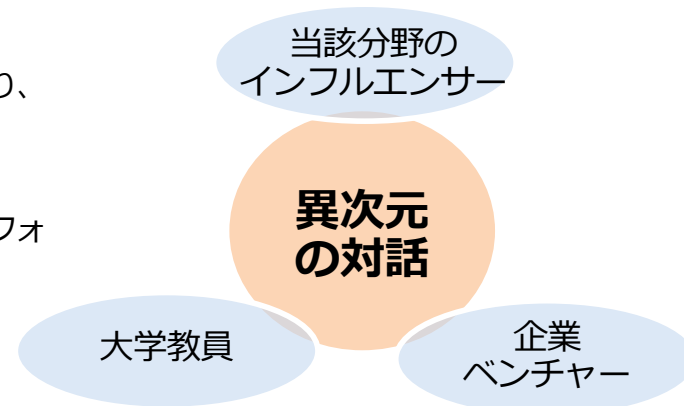 当該分野の
インフルエンサー
り、
異次元
の対話
フォ
大学教員
企業
ベンチャー